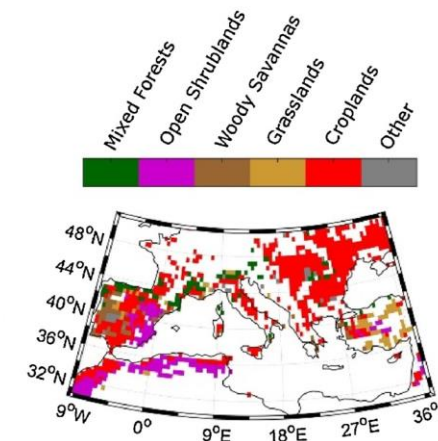 Mixed Forests
Open Shrublands
Woody Savannas
Grasslands
Croplands
Other
48°N
44°N
40°N
36°N
32°N
9°W
0°
9°E
18°E
27°E
36°